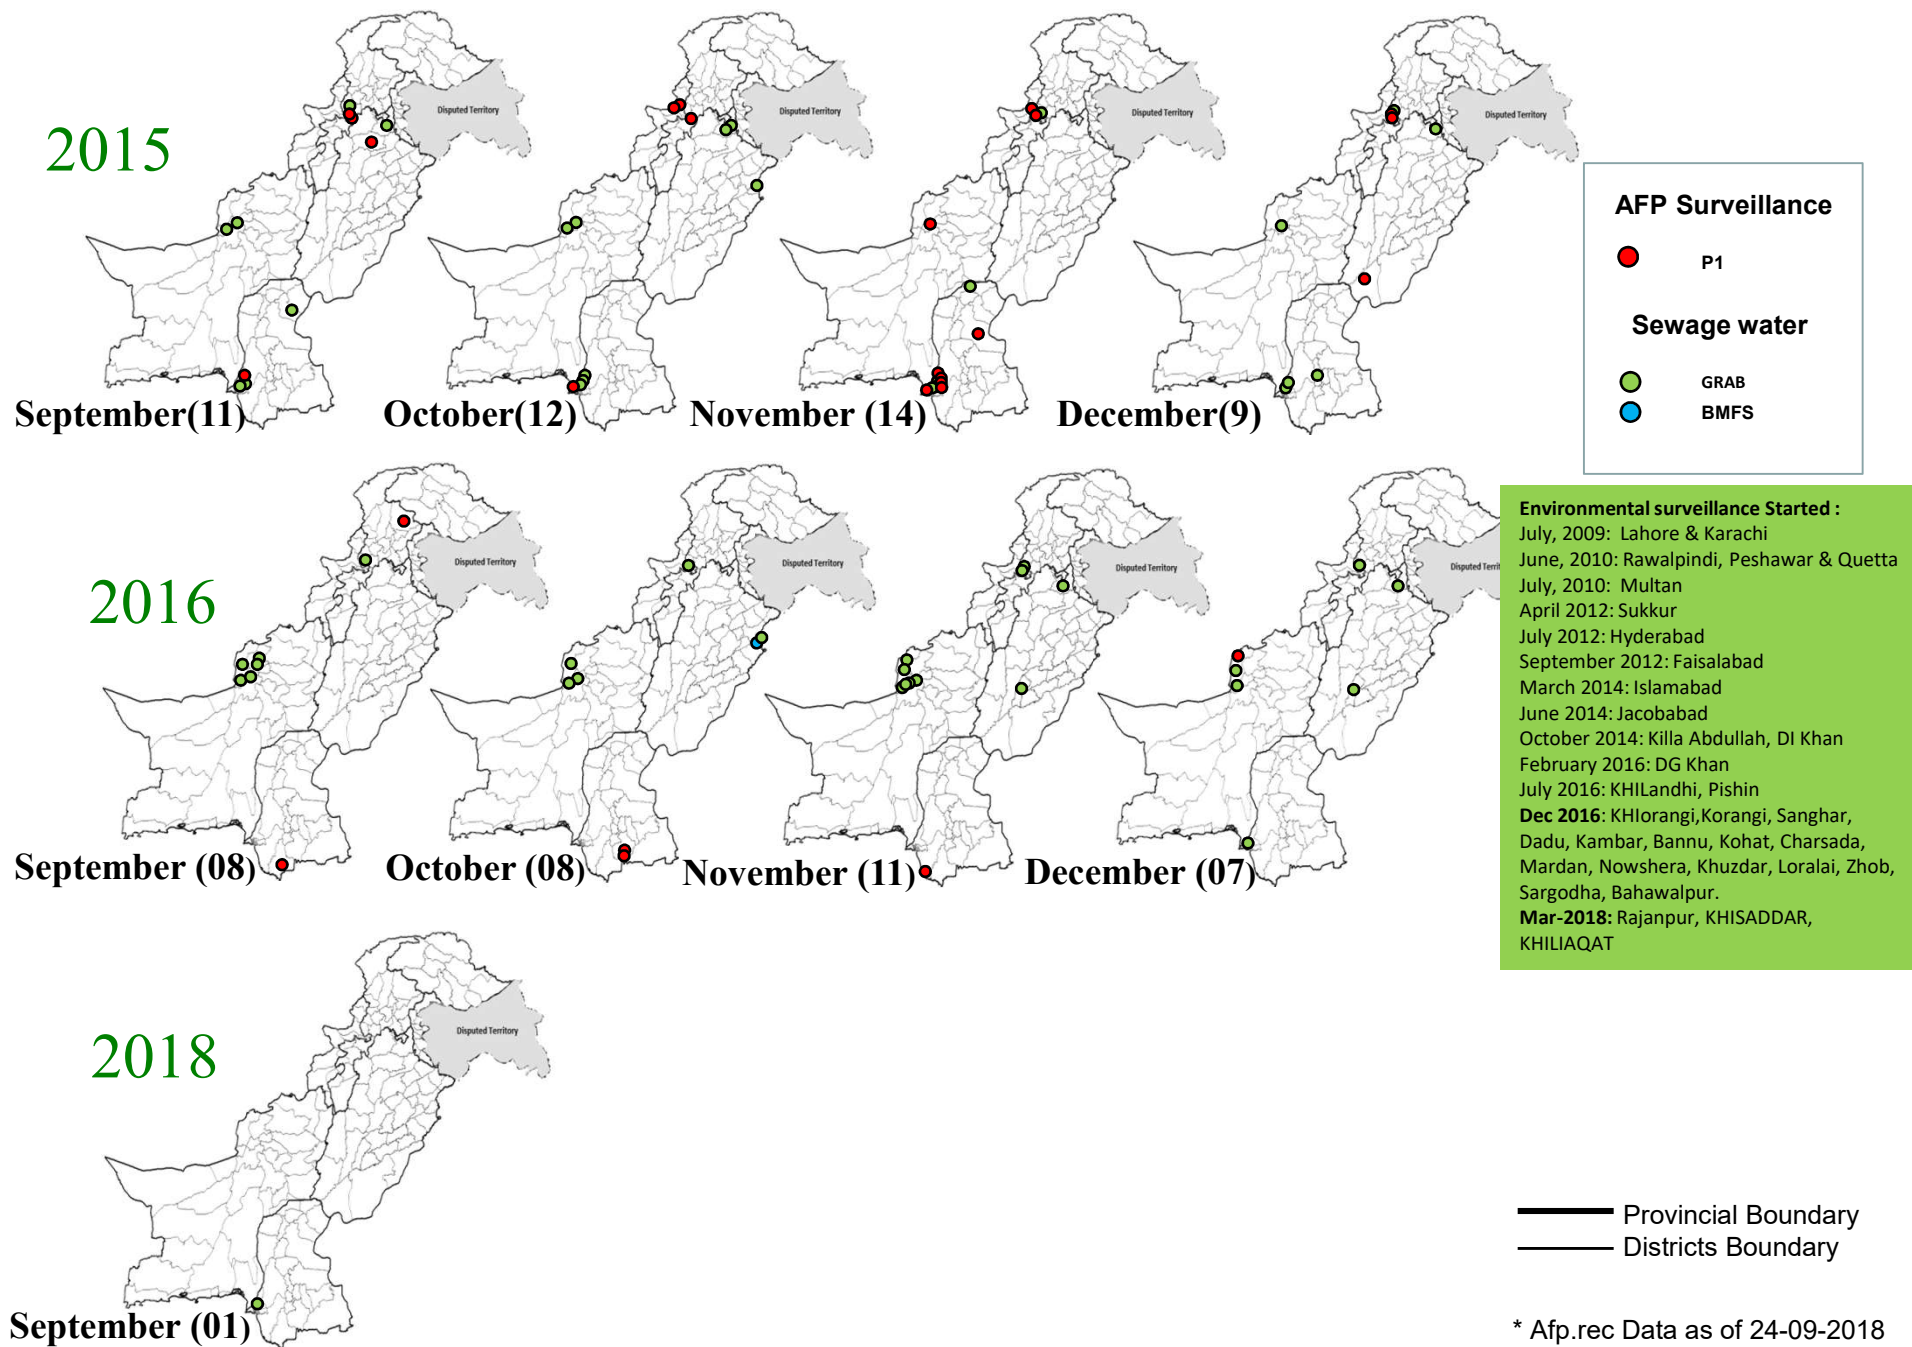 2015
Disputed Territory
Disputed Territory
Disputed Territory
Disputed Territory
September(11)
October(12)
November (14)
December(9)
AFP Surveillance
P1
Sewage water
GRAB
BMFS
2016
Disputed Territory
Disputed Territory
Disputed Territory
Disputed Terri
September (08)
October (08)
November (11)
December (07)
Environmental surveillance Started :
July, 2009: Lahore & Karachi
June, 2010: Rawalpindi, Peshawar & Quetta
July, 2010: Multan
April 2012: Sukkur
July 2012: Hyderabad
September 2012: Faisalabad
March 2014: Islamabad
June 2014: Jacobabad
October 2014: Killa Abdullah, DI Khan
February 2016: DG Khan
July 2016: KHILandhi, Pishin
Dec 2016: KHIorangi,Korangi, Sanghar,
Dadu, Kambar, Bannu, Kohat, Charsada,
Mardan, Nowshera, Khuzdar, Loralai, Zhob,
Sargodha, Bahawalpur.
Mar-2018: Rajanpur, KHISADDAR,
KHILIAQAT
2018
Disputed Territory
September (01)
Provincial Boundary
Districts Boundary
* Afp.rec Data as of 24-09-2018